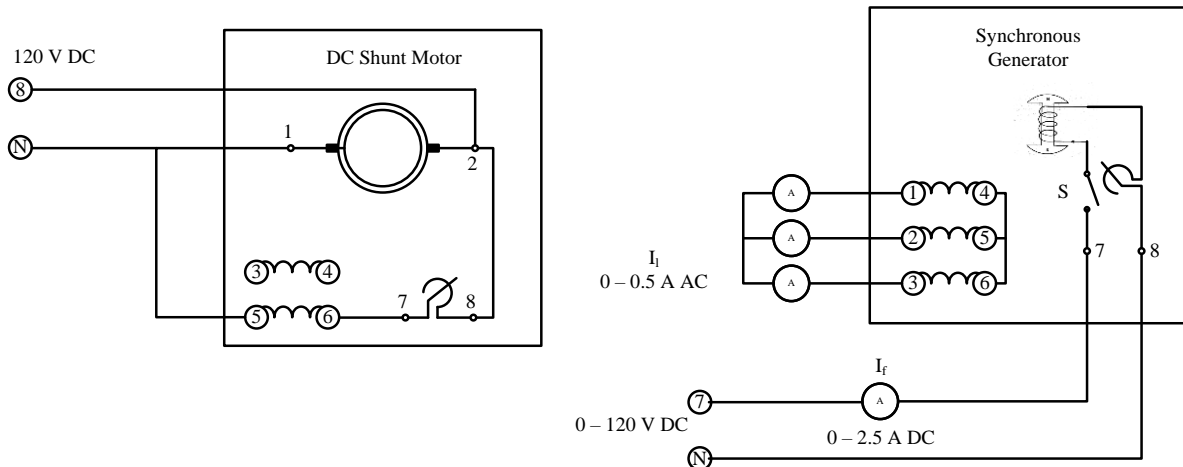 120 V DC
8
N
DC Shunt Motor
1
2
3
4
5
6
7
8
Synchronous
Generator
S
A
1
4
A
2
5
A
3
6
I₁
0 – 0.5 A AC
7
8
I_f
7
A
0 – 120 V DC
0 – 2.5 A DC
N